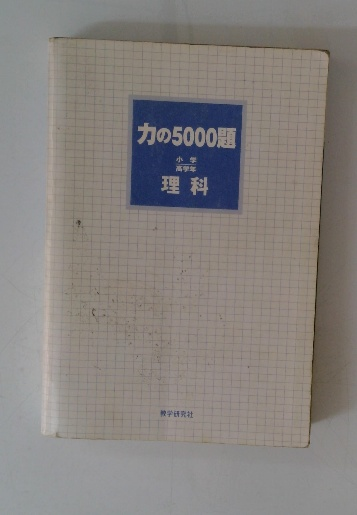 力の5000題
小学
高学年
理科
教学研究社